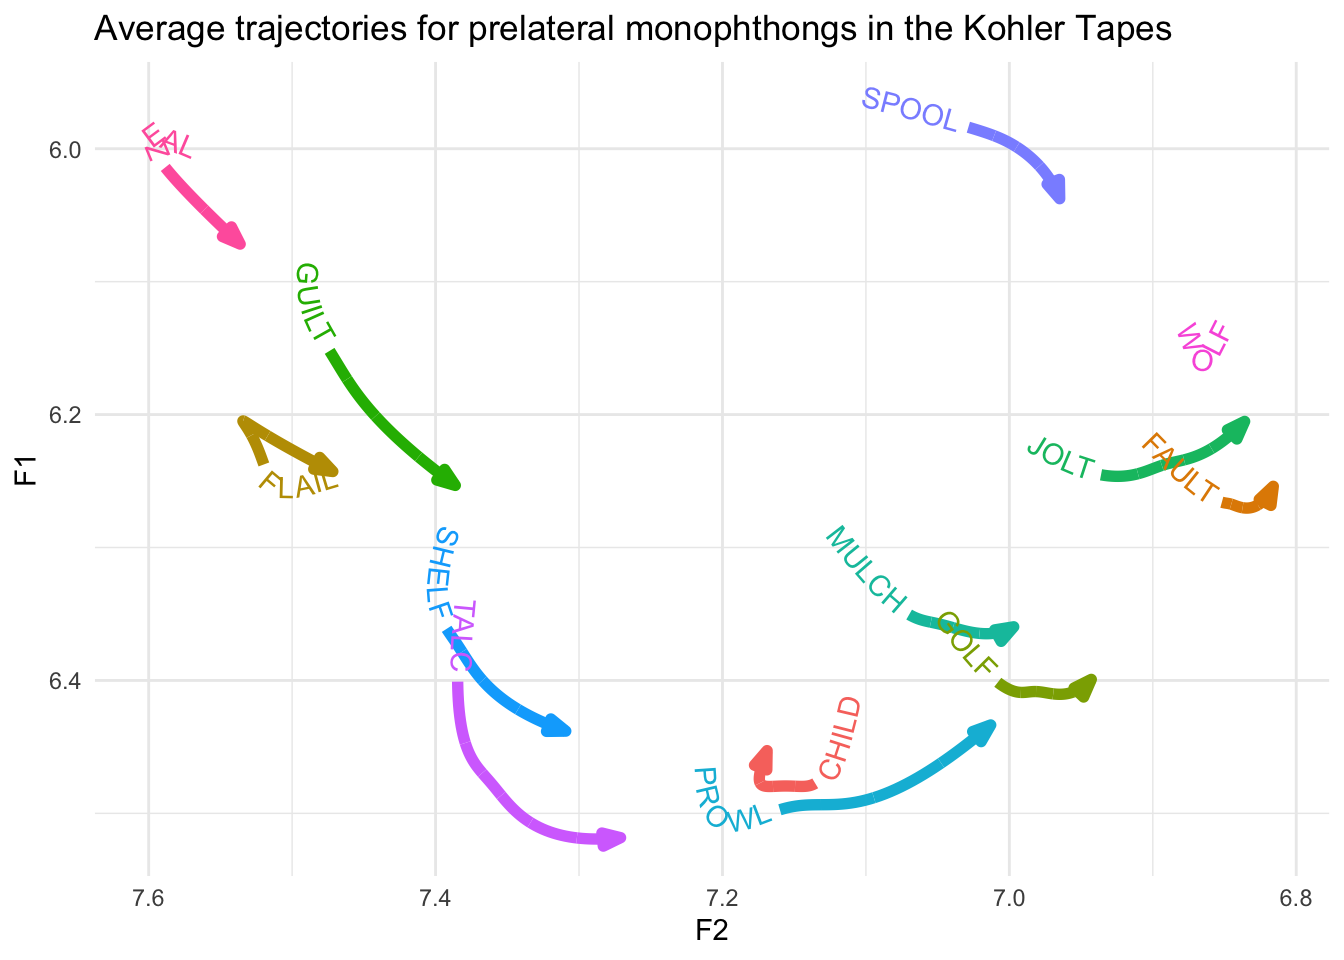 Average trajectories for prelateral monophthongs in the Kohler Tapes
SPOOL
ZEAL
GUILT
WOLF
FLAIL
JOLT
FAULT
SHELF
MULCH
TALC
GOLF
CHILD
PROWL
6.0
6.2
6.4
F1
7.6
7.4
7.2
7.0
6.8
F2